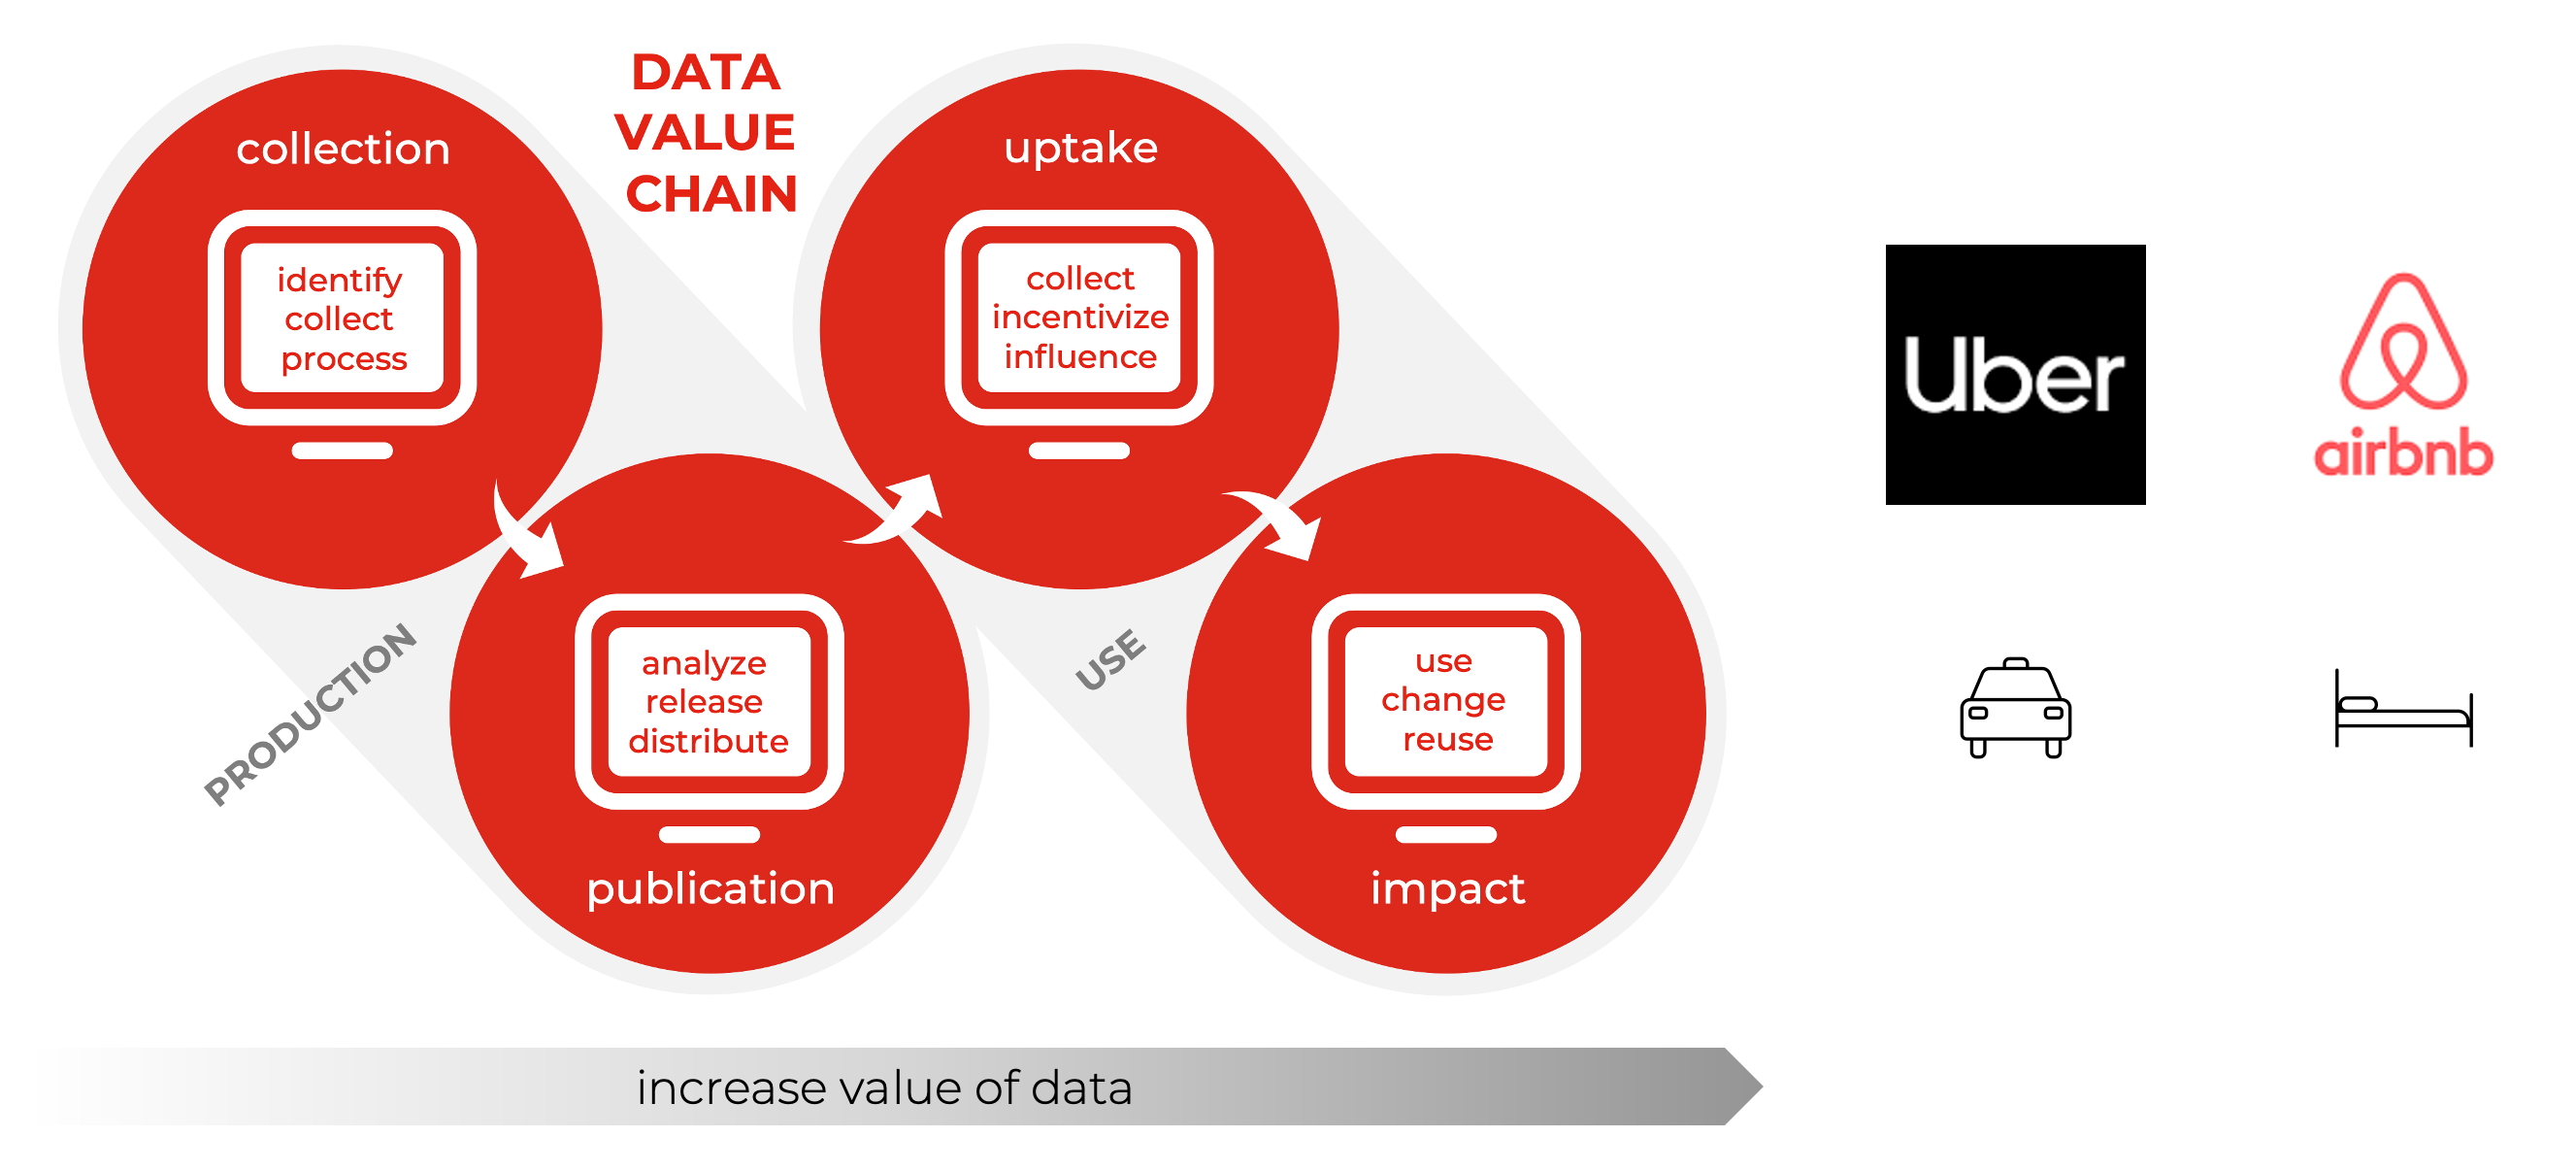 DATA
VALUE
CHAIN
collection
identify
collect
process
PRODUCTION
analyze
release
distribute
publication
uptake
collect
incentivize
influence
USE
use
change
reuse
impact
increase value of data
Uber
airbnb